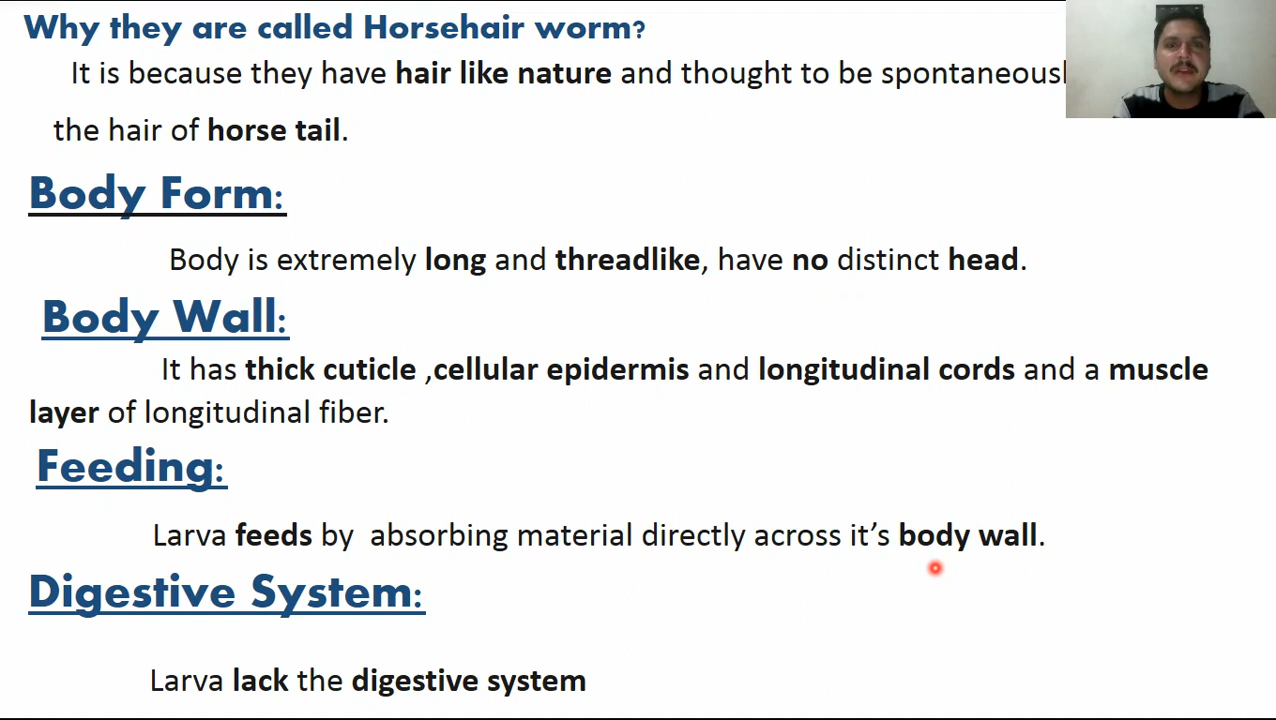 Why they are called Horsehair worm?
It is because they have hair like nature and thought to be
the hair of horse tail.
Body Form:
Body is extremely long and threadlike, have no distinct head.
Body Wall:
It has thick cuticle ,cellular epidermis and longitudinal cords and a muscle
layer of longitudinal fiber.
Feeding:
Larva feeds by absorbing material directly across it’s body wall.
Digestive System:
Larva lack the digestive system